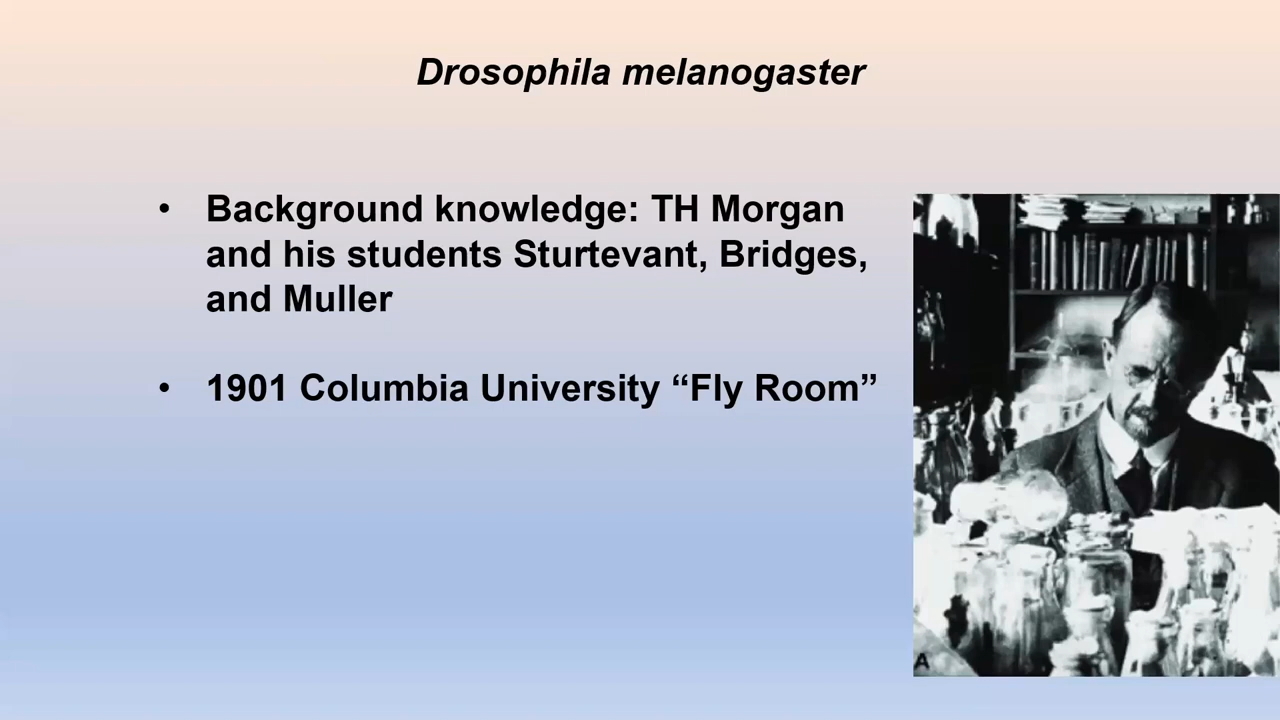 Drosophila melanogaster
• Background knowledge: TH Morgan
and his students Sturtevant, Bridges,
and Muller
• 1901 Columbia University “Fly Room”
A